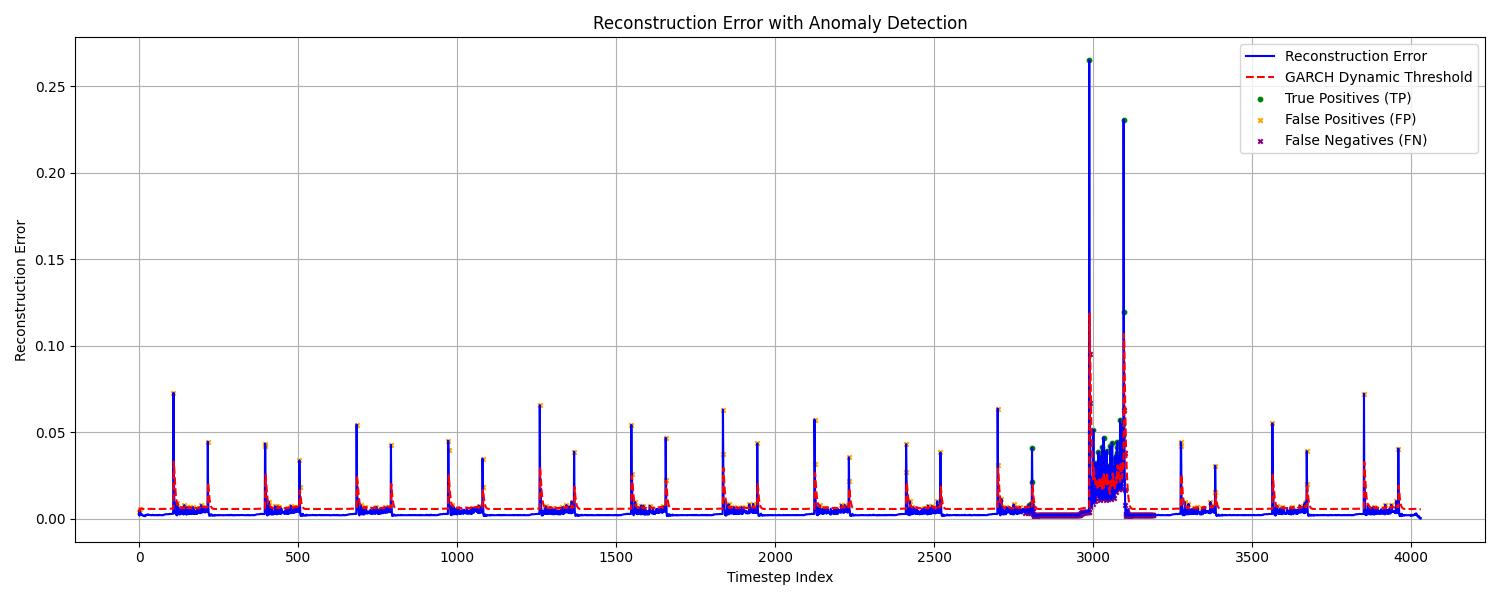 Reconstruction Error with Anomaly Detection
Reconstruction Error
GARCH Dynamic Threshold
True Positives (TP)
False Positives (FP)
False Negatives (FN)
Reconstruction Error
0.25
0.20
0.15
0.10
0.05
0.00
0 500 1000 1500 2000 2500 3000 3500 4000
Timestep Index